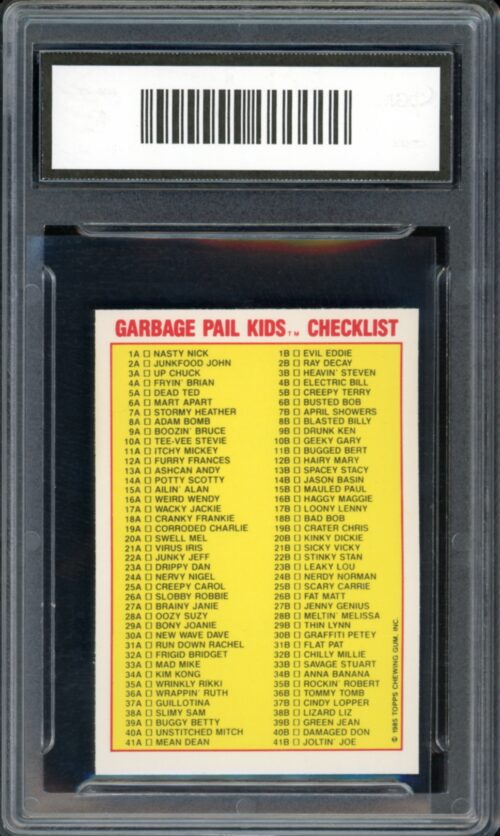 GARBAGE PAIL KIDS™ CHECKLIST
1A ☐ NASTY NICK
2A ☐ JUNKFOOD JOHN
3A ☐ UP CHUCK
4A ☐ FRYIN' BRIAN
5A ☐ DEAD TED
6A ☐ MART APART
7A ☐ STORMY HEATHER
8A ☐ ADAM BOMB
9A ☐ BOOZIN' BRUCE
10A ☐ TEE-VEE STEVIE
11A ☐ ITCHY MICKEY
12A ☐ FURRY FRANCES
13A ☐ ASHCAN ANDY
14A ☐ POTTY SCOTTY
15A ☐ AILIN' ALAN
16A ☐ WEIRD WENDY
17A ☐ WACKY JACKIE
18A ☐ CRANKY FRANKIE
19A ☐ CORRODED CHARLIE
20A ☐ SWELL MEL
21A ☐ VIRUS IRIS
22A ☐ JUNKY JEFF
23A ☐ DRIPPY DAN
24A ☐ NERVY NIGEL
25A ☐ CREEPY CAROL
26A ☐ SLOBBY ROBBIE
27A ☐ BRAINY JANIE
28A ☐ OOZY SUZY
29A ☐ BONY JOANIE
30A ☐ NEW WAVE DAVE
31A ☐ RUN DOWN RACHEL
32A ☐ FRIGID BRIDGET
33A ☐ MAD MIKE
34A ☐ KIM KONG
35A ☐ WRINKLY RIKKI
36A ☐ WRAPPIN' RUTH
37A ☐ GUILLOTINA
38A ☐ SLIMY SAM
39A ☐ BUGGY BETTY
40A ☐ UNSTITCHED MITCH
41A ☐ MEAN DEAN
1B ☐ EVIL EDDIE
2B ☐ RAY DECAY
3B ☐ HEAVIN' STEVEN
4B ☐ ELECTRIC BILL
5B ☐ CREEPY TERRY
6B ☐ BUSTED BOB
7B ☐ APRIL SHOWERS
8B ☐ BLASTED BILLY
9B ☐ DRUNK KEN
10B ☐ GEEKY GARY
11B ☐ BUGGED BERT
12B ☐ HAIRY MARY
13B ☐ SPACEY STACY
14B ☐ JASON BASIN
15B ☐ MAULED PAUL
16B ☐ HAGGY MAGGIE
17B ☐ LOONY LENNY
18B ☐ BAD BOB
19B ☐ CRATER CHRIS
20B ☐ KINKY DICKIE
21B ☐ SICKY VICKY
22B ☐ STINKY STAN
23B ☐ LEAKY LOU
24B ☐ NERDY NORMAN
25B ☐ SCARY CARRIE
26B ☐ FAT MATT
27B ☐ JENNY GENIUS
28B ☐ MELTIN' MELISSA
29B ☐ THIN LYNN
30B ☐ GRAFFITI PETEY
31B ☐ FLAT PAT
32B ☐ CHILLY MILLIE
33B ☐ SAVAGE STUART
34B ☐ ANNA BANANA
35B ☐ ROCKIN' ROBERT
36B ☐ TOMMY TOMB
37B ☐ CINDY LOPPER
38B ☐ LIZARD LIZ
39B ☐ GREEN JEAN
40B ☐ DAMAGED DON
41B ☐ JOLTIN' JOE
© 1985 TOPPS CHEWING GUM, INC.